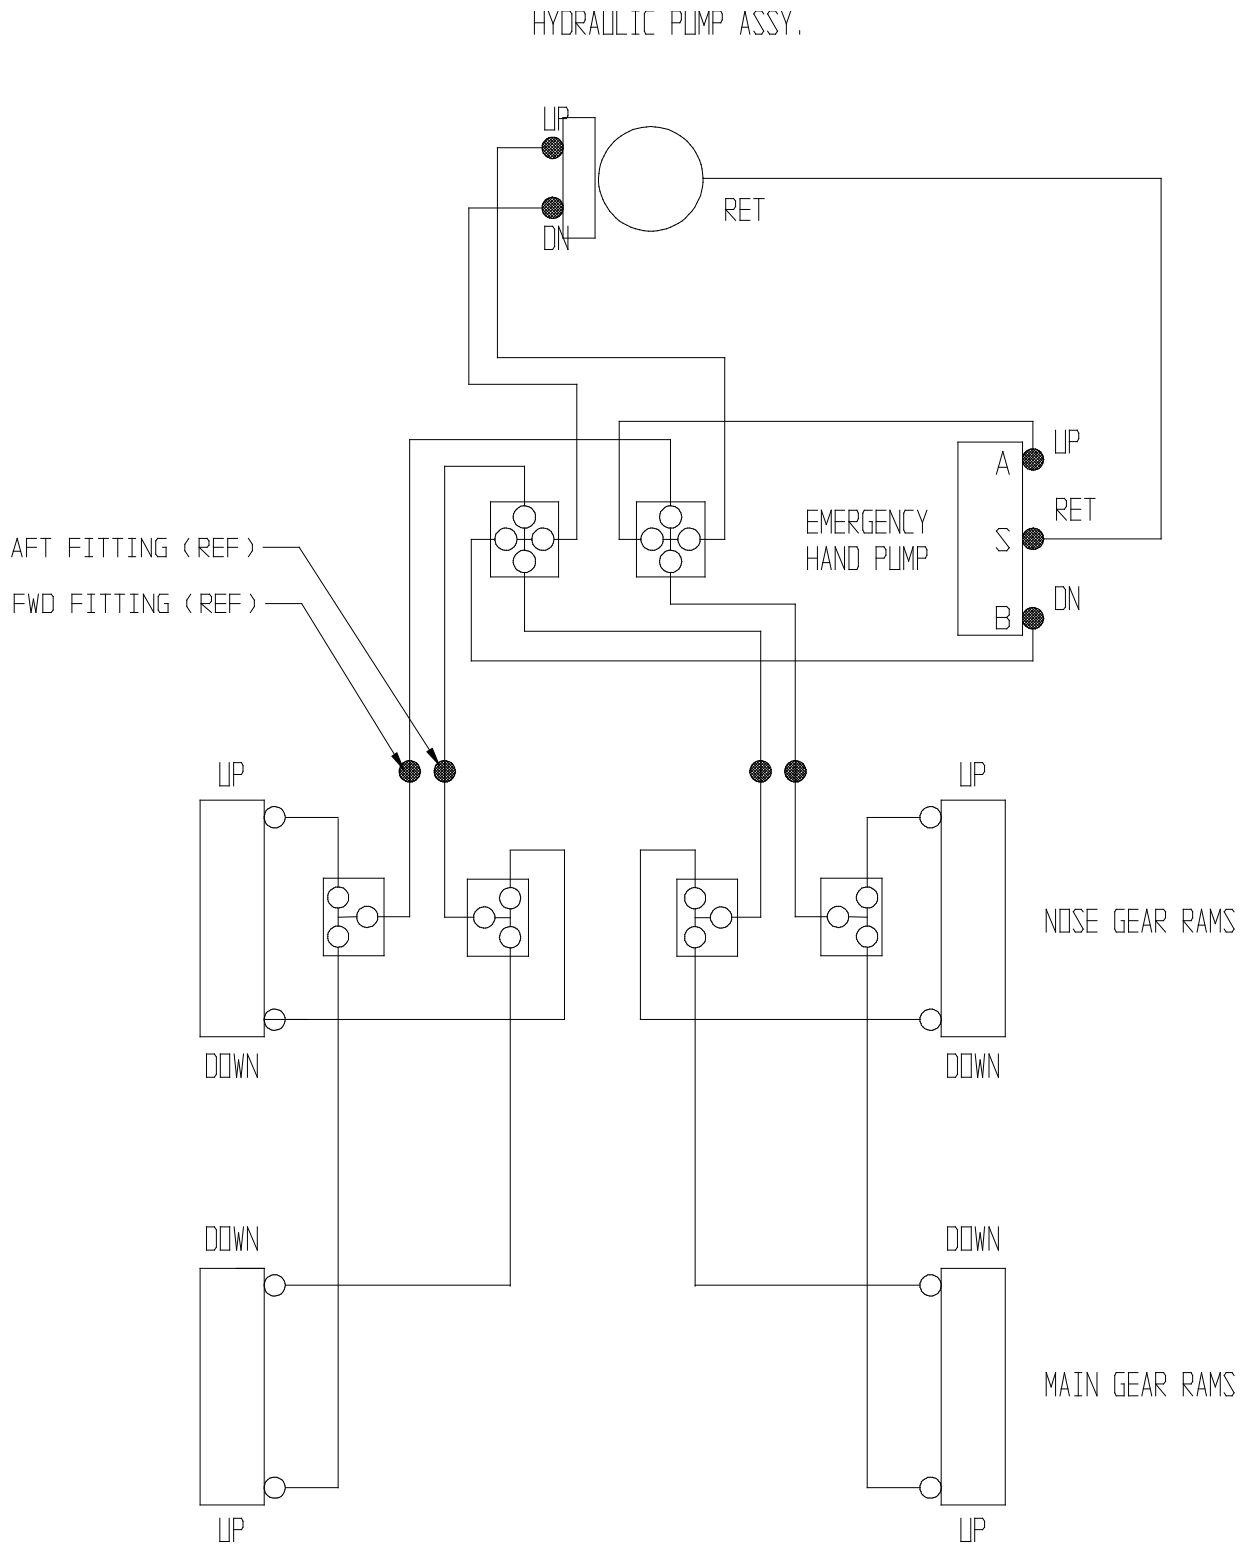 HYDRAULIC PUMP ASSY.
UP
RET
DN
UP
A
RET
EMERGENCY
HAND PUMP
S
AFT FITTING (REF)
FWD FITTING (REF)
DN
B
UP
UP
NOSE GEAR RAMS
DOWN
DOWN
DOWN
DOWN
MAIN GEAR RAMS
UP
UP